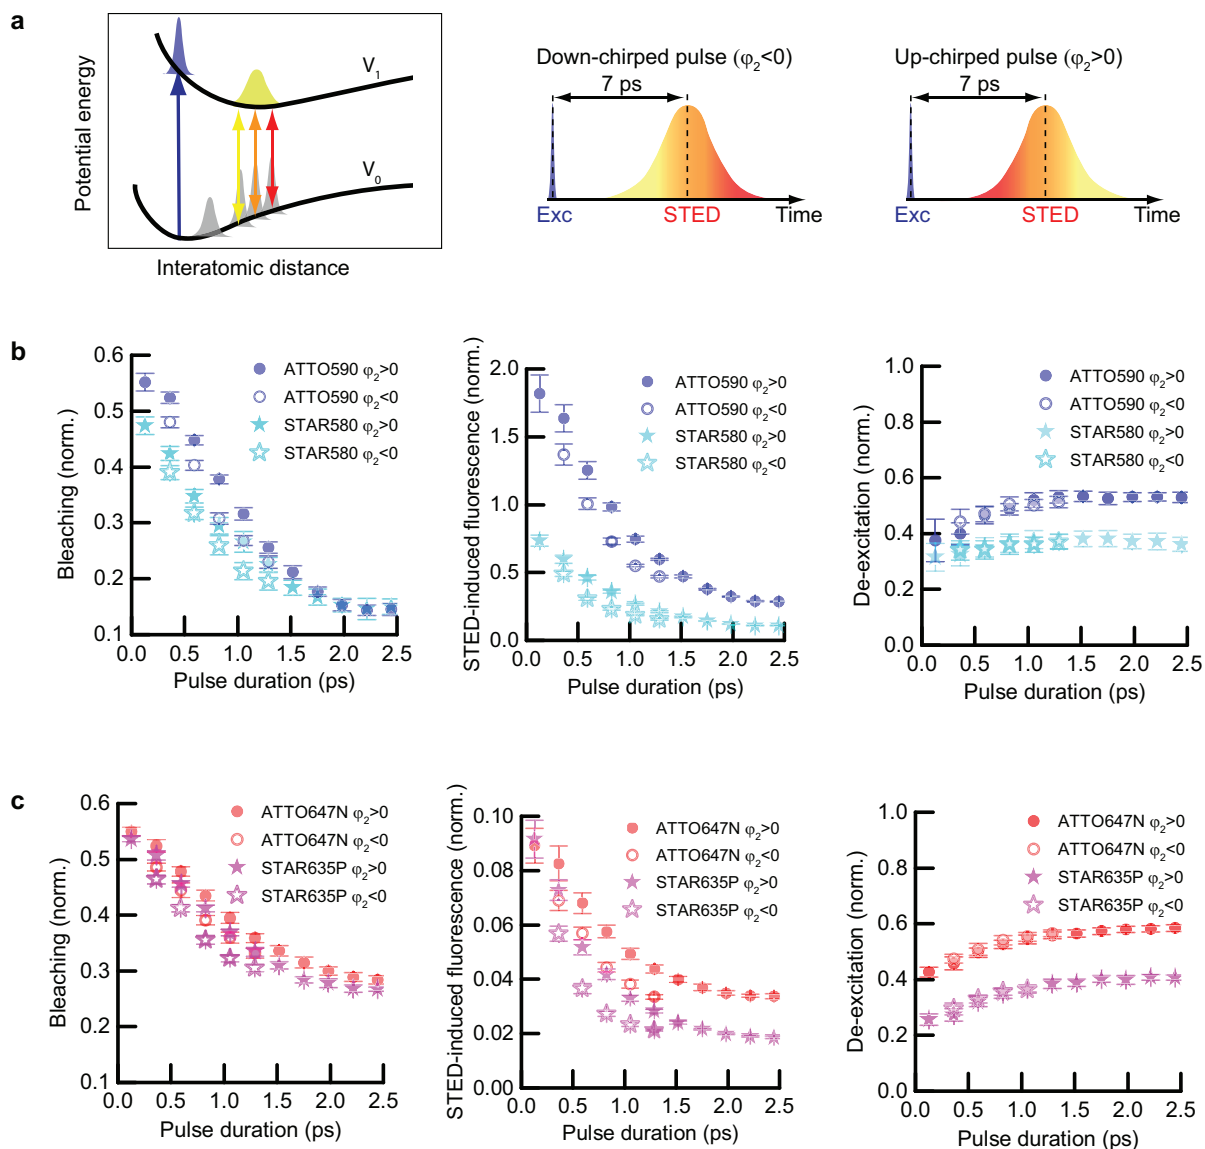 a
Potential energy
V1
V0
Interatomic distance
Down-chirped pulse (φ2<0)
7 ps
Exc
STED
Time
Up-chirped pulse (φ2>0)
7 ps
Exc
STED
Time
b
Bleaching (norm.)
0.6
0.5
0.4
0.3
0.2
0.1
0.0 0.5 1.0 1.5 2.0 2.5
Pulse duration (ps)
ATTO590 φ2>0
ATTO590 φ2<0
STAR580 φ2>0
STAR580 φ2<0
STED-induced fluorescence (norm.)
2.0
1.5
1.0
0.5
0.0
0.0 0.5 1.0 1.5 2.0 2.5
Pulse duration (ps)
ATTO590 φ2>0
ATTO590 φ2<0
STAR580 φ2>0
STAR580 φ2<0
De-excitation (norm.)
1.0
0.8
0.6
0.4
0.2
0.0
0.0 0.5 1.0 1.5 2.0 2.5
Pulse duration (ps)
ATTO590 φ2>0
ATTO590 φ2<0
STAR580 φ2>0
STAR580 φ2<0
c
Bleaching (norm.)
0.6
0.5
0.4
0.3
0.2
0.1
0.0 0.5 1.0 1.5 2.0 2.5
Pulse duration (ps)
ATTO647N φ2>0
ATTO647N φ2<0
STAR635P φ2>0
STAR635P φ2<0
STED-induced fluorescence (norm.)
0.10
0.08
0.06
0.04
0.02
0.00
0.0 0.5 1.0 1.5 2.0 2.5
Pulse duration (ps)
ATTO647N φ2>0
ATTO647N φ2<0
STAR635P φ2>0
STAR635P φ2<0
De-excitation (norm.)
1.0
0.8
0.6
0.4
0.2
0.0
0.0 0.5 1.0 1.5 2.0 2.5
Pulse duration (ps)
ATTO647N φ2>0
ATTO647N φ2<0
STAR635P φ2>0
STAR635P φ2<0